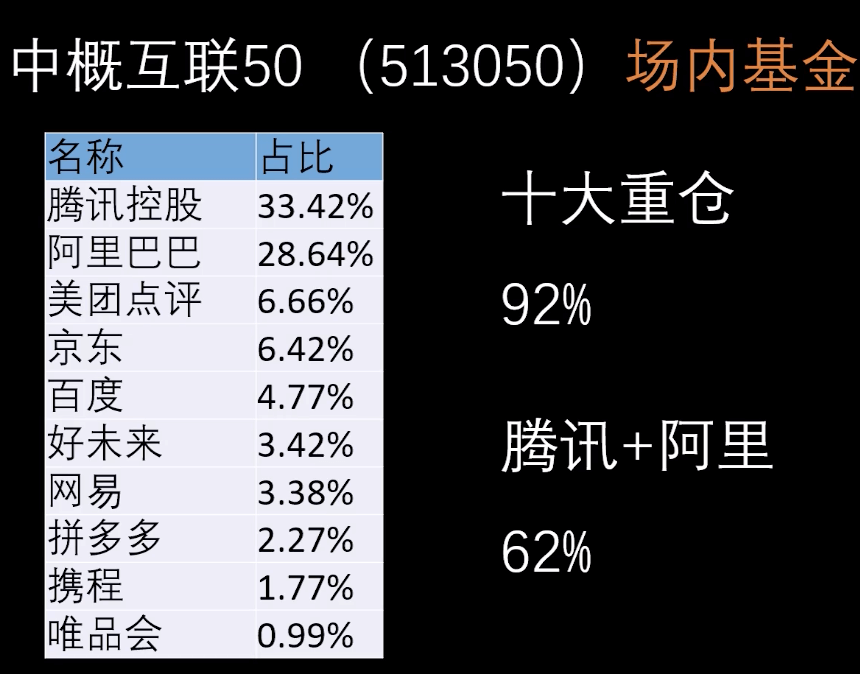 中概互联50 （513050）场内基金
名称 占比
腾讯控股 33.42%
阿里巴巴 28.64%
美团点评 6.66%
京东 6.42%
百度 4.77%
好未来 3.42%
网易 3.38%
拼多多 2.27%
携程 1.77%
唯品会 0.99%
十大重仓
92%
腾讯+阿里
62%